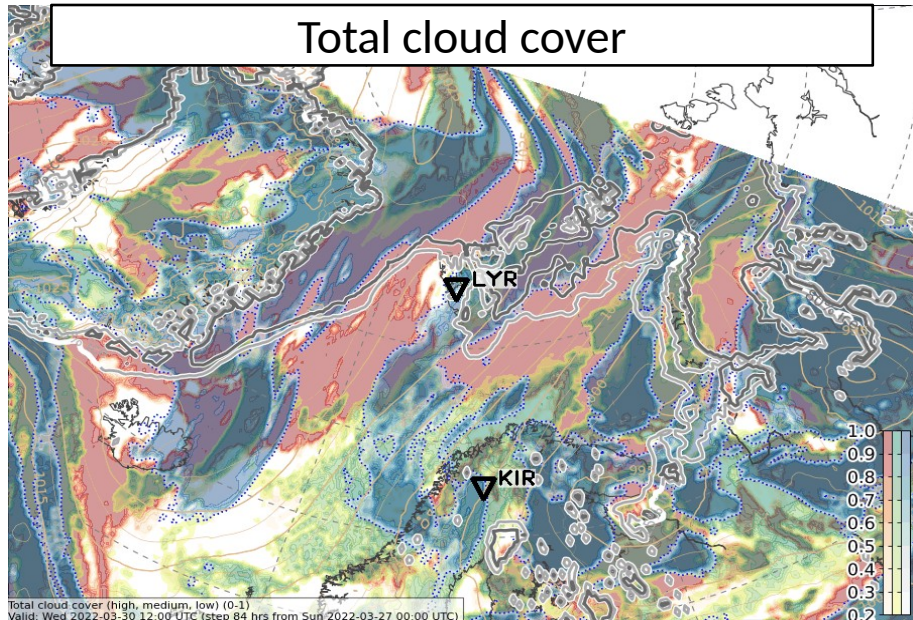 Total cloud cover
LYR
KIR
1.0
0.9
0.8
0.7
0.6
0.5
0.4
0.3
0.2
1015
Total cloud cover (high, medium, low) (0-1)
Valid: Wed 2022-03-30 12:00 UTC (step 84 hrs from Sun 2022-03-27 00:00 UTC)